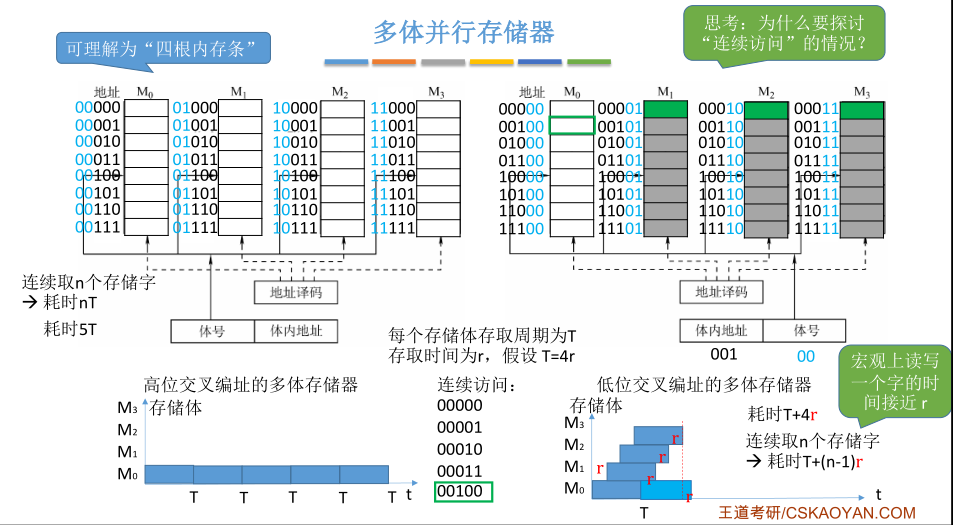 多体并行存储器
可理解为“四根内存条”
思考：为什么要探讨
“连续访问”的情况？
地址 M0 M1 M2 M3
00000 01000 10000 11000
00001 01001 10001 11001
00010 01010 10010 11010
00011 01011 10011 11011
00100 01100 10100 11100
00101 01101 10101 11101
00110 01110 10110 11110
00111 01111 10111 11111
地址译码
体号 体内地址
连续取n个存储字
→ 耗时nT
耗时5T
地址 M0 M1 M2 M3
00000 00001 00010 00011
00100 00101 00110 00111
01000 01001 01010 01011
01100 01101 01110 01111
10000 10001 10010 10011
10100 10101 10110 10111
11000 11001 11010 11011
11100 11101 11110 11111
地址译码
体内地址 体号
001 00
每个存储体存取周期为T
存取时间为r，假设 T=4r
高位交叉编址的多体存储器
存储体
M3
M2
M1
M0
T T T T T t
连续访问：
00000
00001
00010
00011
00100
低位交叉编址的多体存储器
存储体
M3
r
M2
r
M1 r
r
M0
r
T
t
耗时T+4r
连续取n个存储字
→ 耗时T+(n-1)r
宏观上读写
一个字的时
间接近 r
王道考研/CSKAOYAN.COM